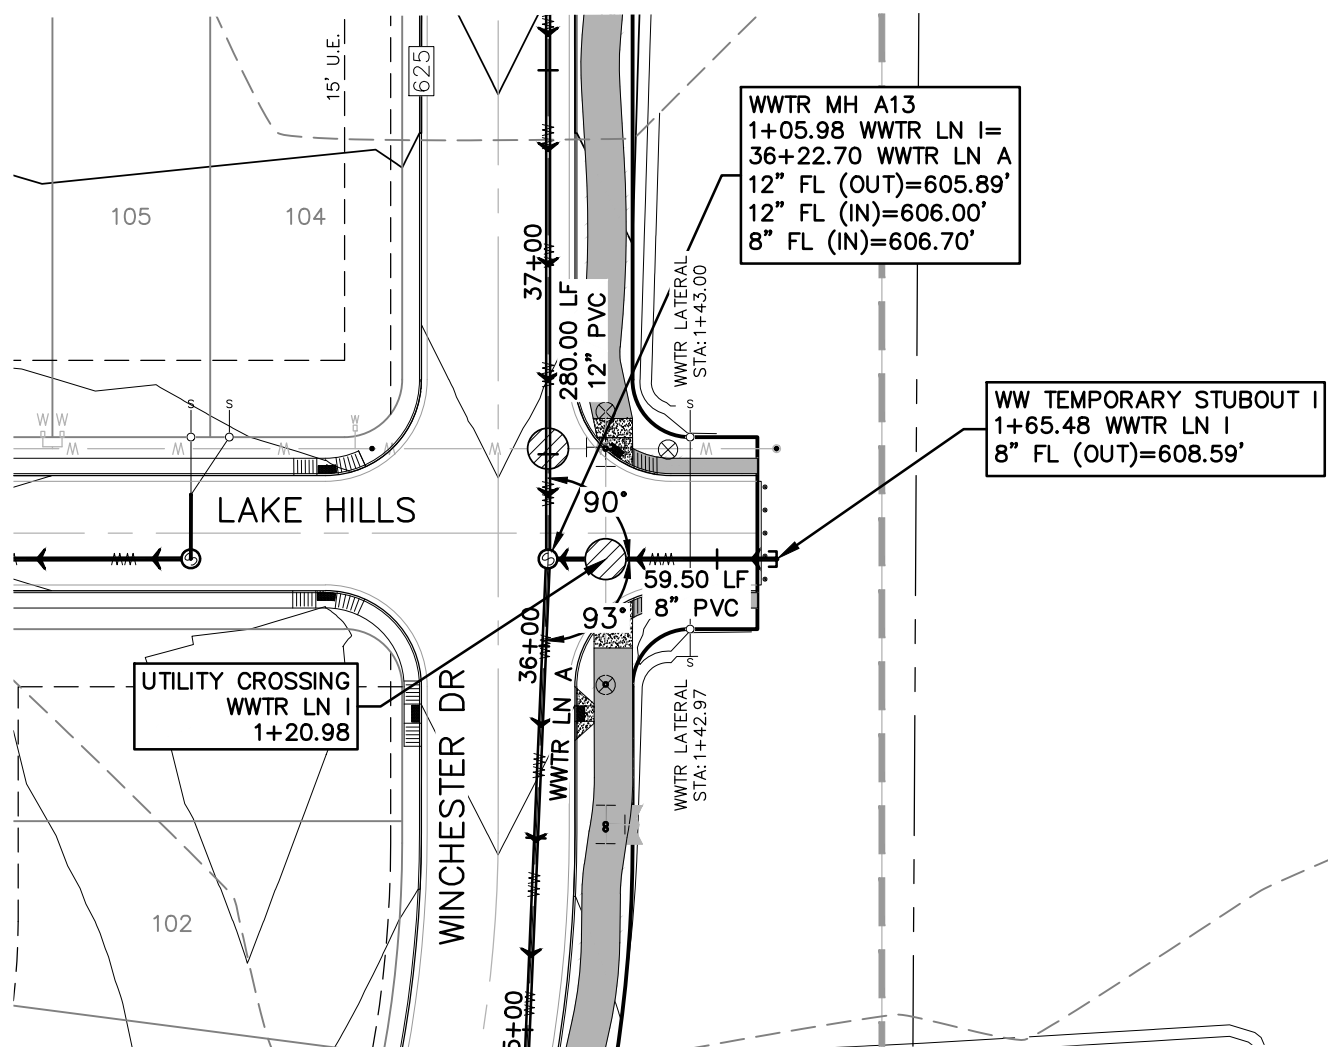 15' U.E.
625
WWTR MH A13
1+05.98 WWTR LN I=
36+22.70 WWTR LN A
12" FL (OUT)=605.89'
12" FL (IN)=606.00'
8" FL (IN)=606.70'
105
104
37+00
280.00 LF
12" PVC
WWTR LATERAL
STA: 1+43.00
WW TEMPORARY STUBOUT I
1+65.48 WWTR LN I
8" FL (OUT)=608.59'
S
S
S
W W
W
W
W
W
W
W
W
LAKE HILLS
90°
59.50 LF
8" PVC
93°
36+00
S
UTILITY CROSSING
WWTR LN I
1+20.98
WINCHESTER DR
WWTR LN A
WWTR LATERAL
STA: 1+42.97
8
102
5+00